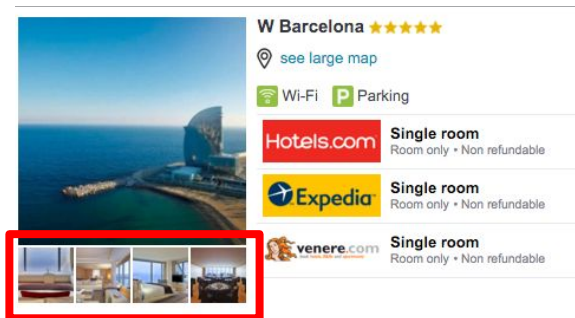 W Barcelona
see large map
Wi-Fi P Parking
Hotels.com Single room
Room only • Non refundable
Expedia Single room
Room only • Non refundable
venere.com Single room
Room only • Non refundable